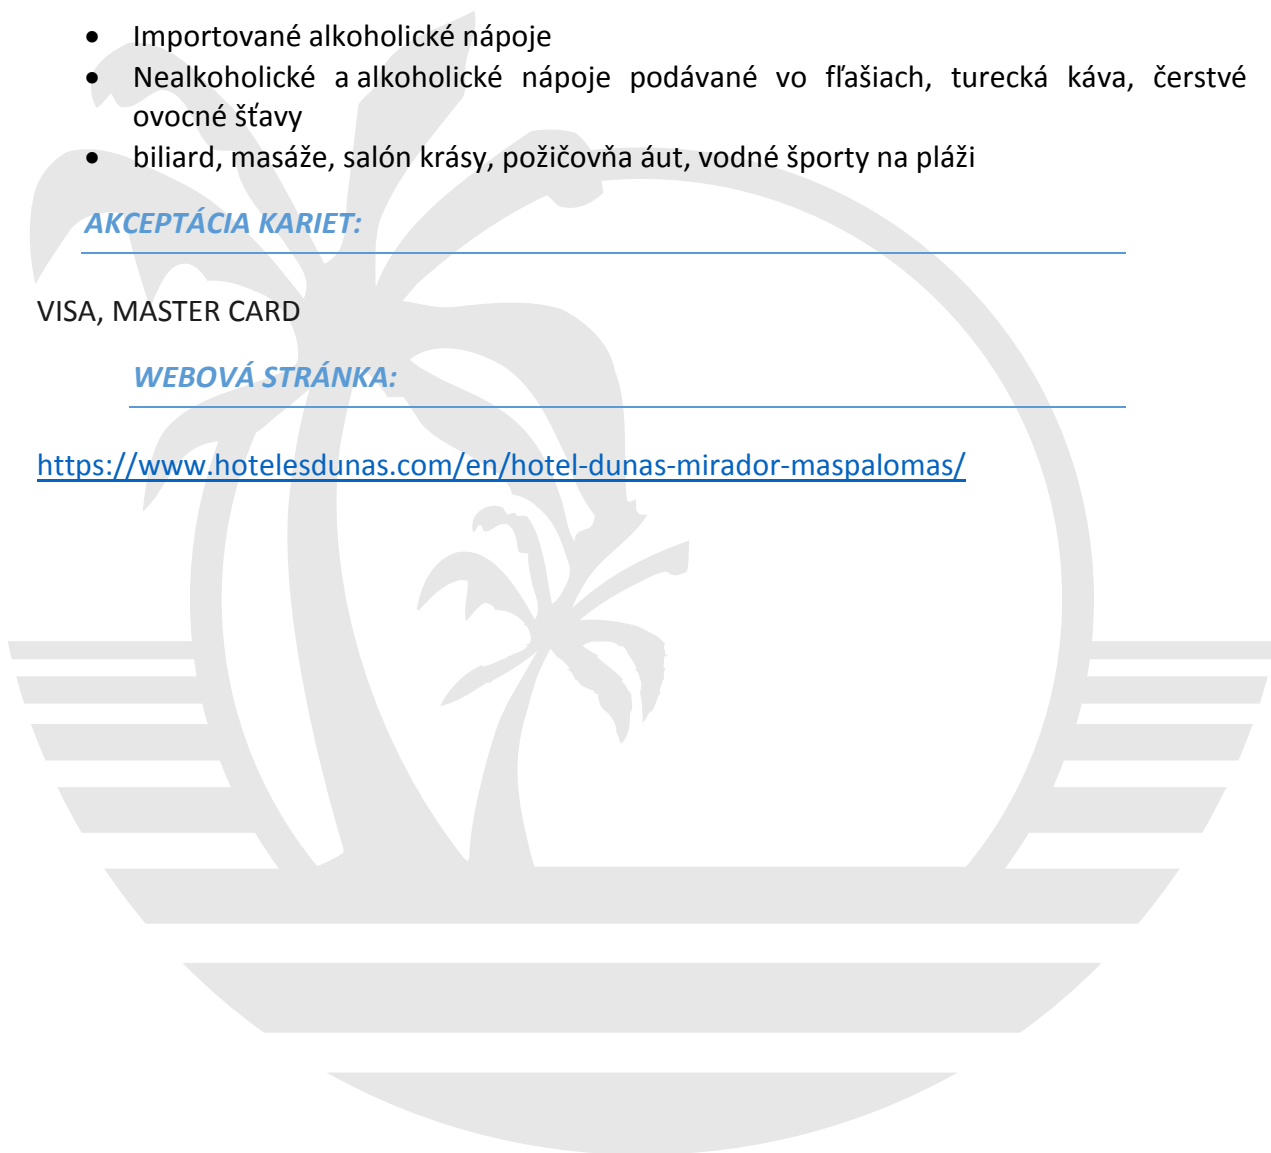 • Importované alkoholické nápoje
• Nealkoholické a alkoholické nápoje podávané vo fľašiach, turecká káva, čerstvé
ovocné šťavy
• biliard, masáže, salón krásy, požičovňa áut, vodné športy na pláži
AKCEPTÁCIA KARIET:
VISA, MASTER CARD
WEBOVÁ STRÁNKA:
https://www.hotelesdunas.com/en/hotel-dunas-mirador-maspalomas/